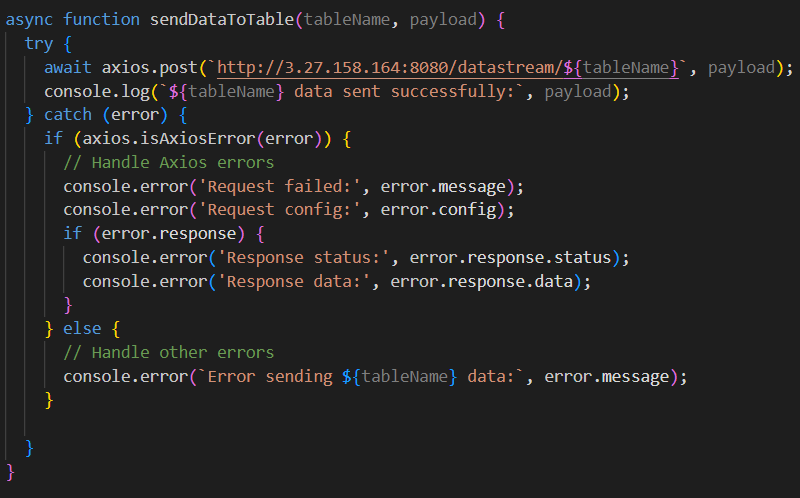 async function sendDataToTable(tableName, payload) {
  try {
    await axios.post(`http://3.27.158.164:8080/datastream/${tableName}`, payload);
    console.log(`${tableName} data sent successfully:`, payload);
  } catch (error) {
    if (axios.isAxiosError(error)) {
      // Handle Axios errors
      console.error('Request failed:', error.message);
      console.error('Request config:', error.config);
      if (error.response) {
        console.error('Response status:', error.response.status);
        console.error('Response data:', error.response.data);
      }
    } else {
      // Handle other errors
      console.error(`Error sending ${tableName} data:`, error.message);
    }

  }
}